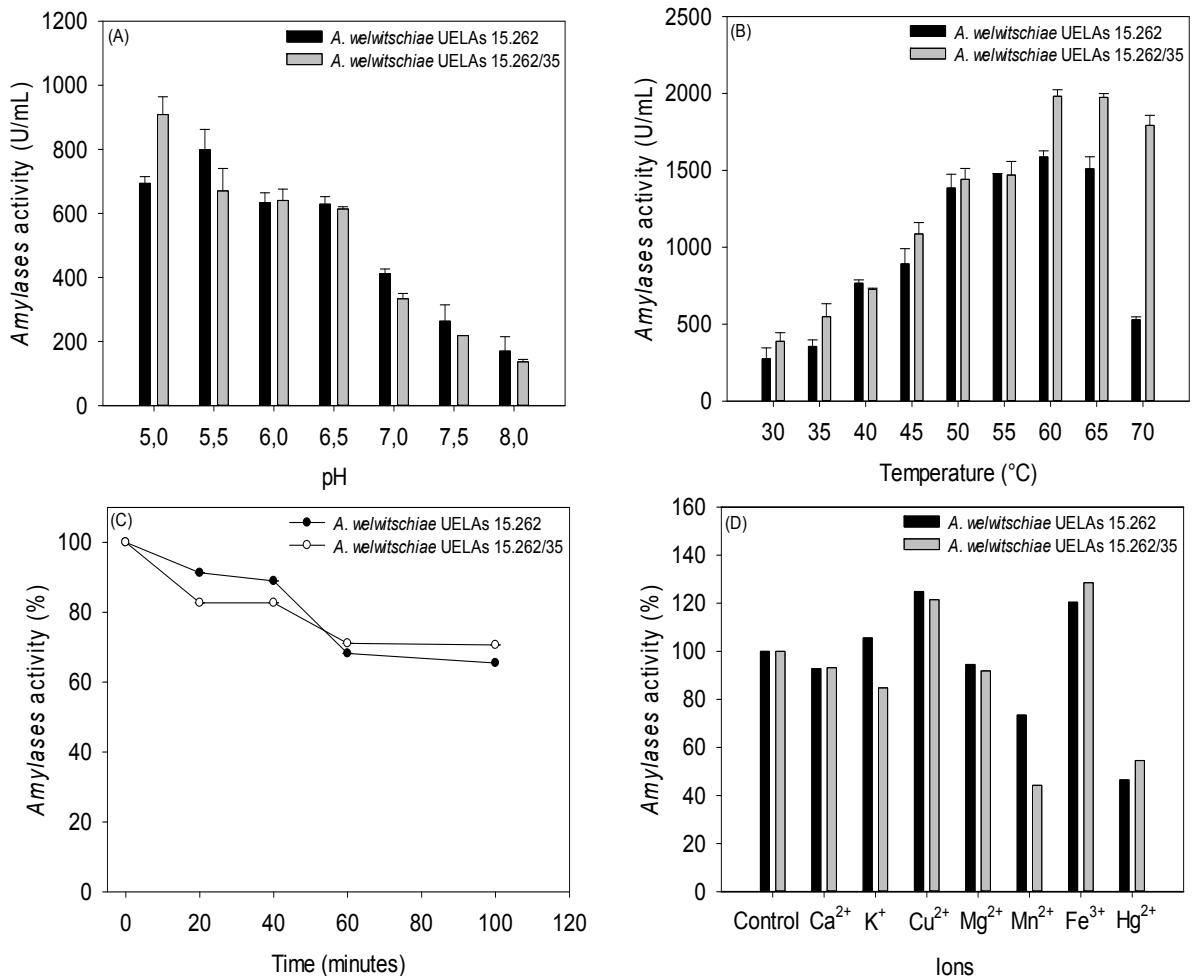 (A)
A. welwitschiae UELAs 15.262
A. welwitschiae UELAs 15.262/35
1200
1000
800
600
400
200
0
Amylases activity (U/mL)
5,0 5,5 6,0 6,5 7,0 7,5 8,0
pH
(B)
A. welwitschiae UELAs 15.262
A. welwitschiae UELAs 15.262/35
2500
2000
1500
1000
500
0
Amylases activity (U/mL)
30 35 40 45 50 55 60 65 70
Temperature (°C)
(C)
A. welwitschiae UELAs 15.262
A. welwitschiae UELAs 15.262/35
100
80
60
40
20
0
Amylases activity (%)
0 20 40 60 80 100 120
Time (minutes)
(D)
A. welwitschiae UELAs 15.262
A. welwitschiae UELAs 15.262/35
160
140
120
100
80
60
40
20
0
Amylases activity (%)
Control Ca²⁺ K⁺ Cu²⁺ Mg²⁺ Mn²⁺ Fe³⁺ Hg²⁺
Ions